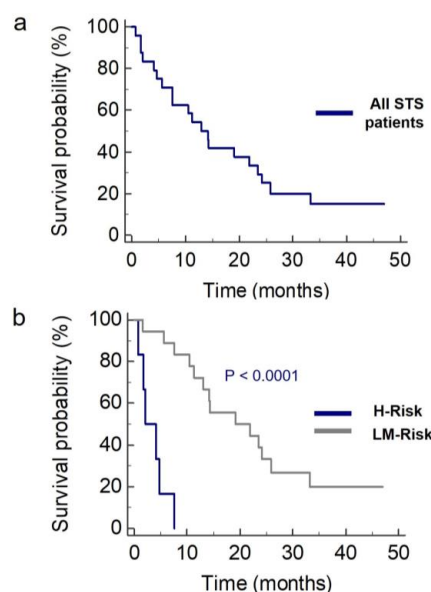 a
100
80
60
40
20
0
Survival probability (%)
All STS
patients
0 10 20 30 40 50
Time (months)
b
100
80
60
40
20
0
Survival probability (%)
P < 0.0001
H-Risk
LM-Risk
0 10 20 30 40 50
Time (months)